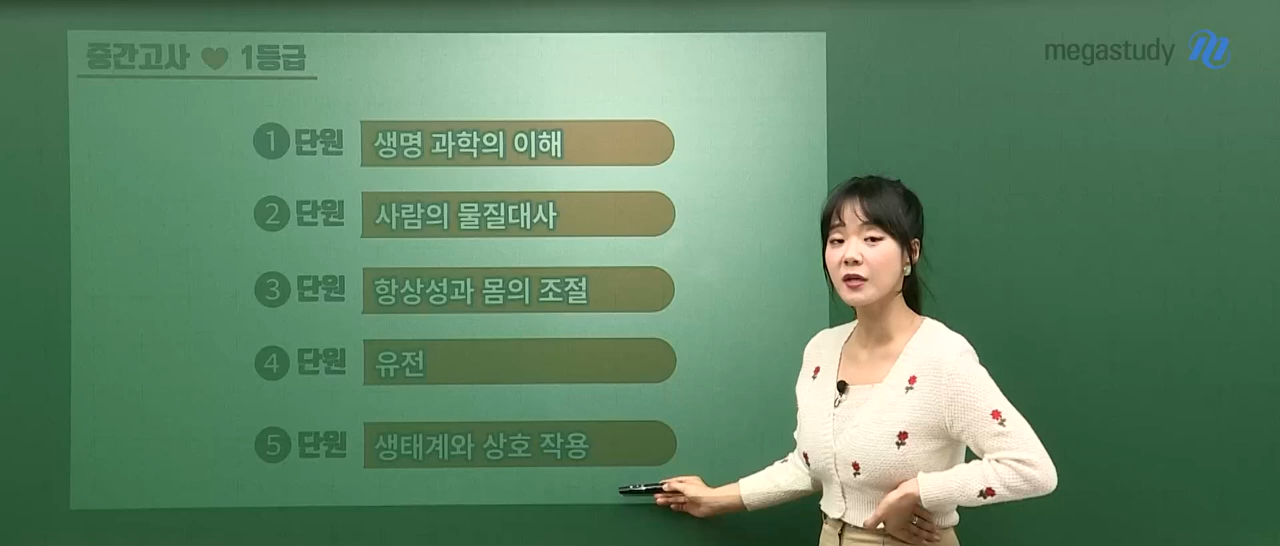 중간고사 ♥ 1등급
megastudy
1 단원 생명 과학의 이해
2 단원 사람의 물질대사
3 단원 항상성과 몸의 조절
4 단원 유전
5 단원 생태계와 상호 작용